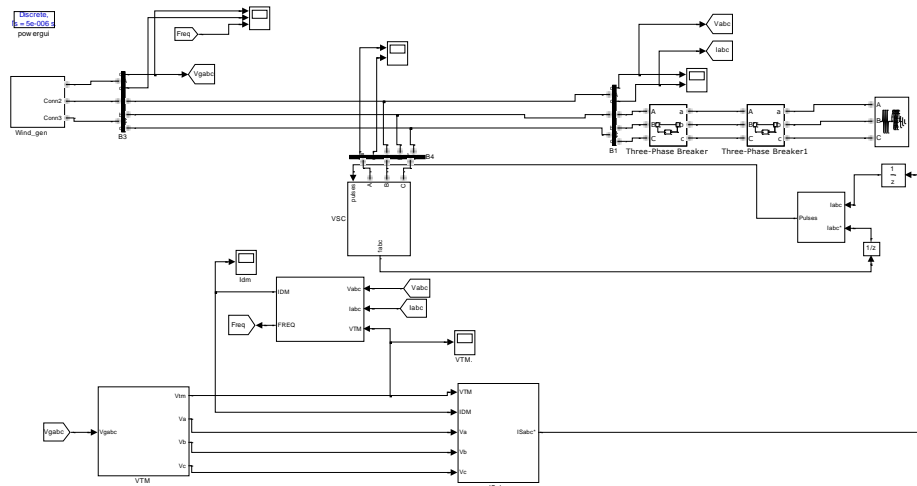 Discrete,
Ts = 5e-006 s
powergui
Freq
Vgabc
Vabc
Iabc
Wind_gen
Conn2
Conn3
B3
B1
A
B
C
a
b
c
Three-Phase Breaker
A
B
C
a
b
c
Three-Phase Breaker1
A
B
C
B4
pulses
A
B
C
VSC
Iabc
Pulses
Iabc
Iabc*
1
z
1/z
Idm
IDM
FREQ
Vabc
Iabc
VTM
Vabc
Iabc
Freq
VTM.
Vgabc
Vgabc
Vtm
Va
Vb
Vc
VTM
VTM
IDM
Va
Vb
Vc
ISabc*